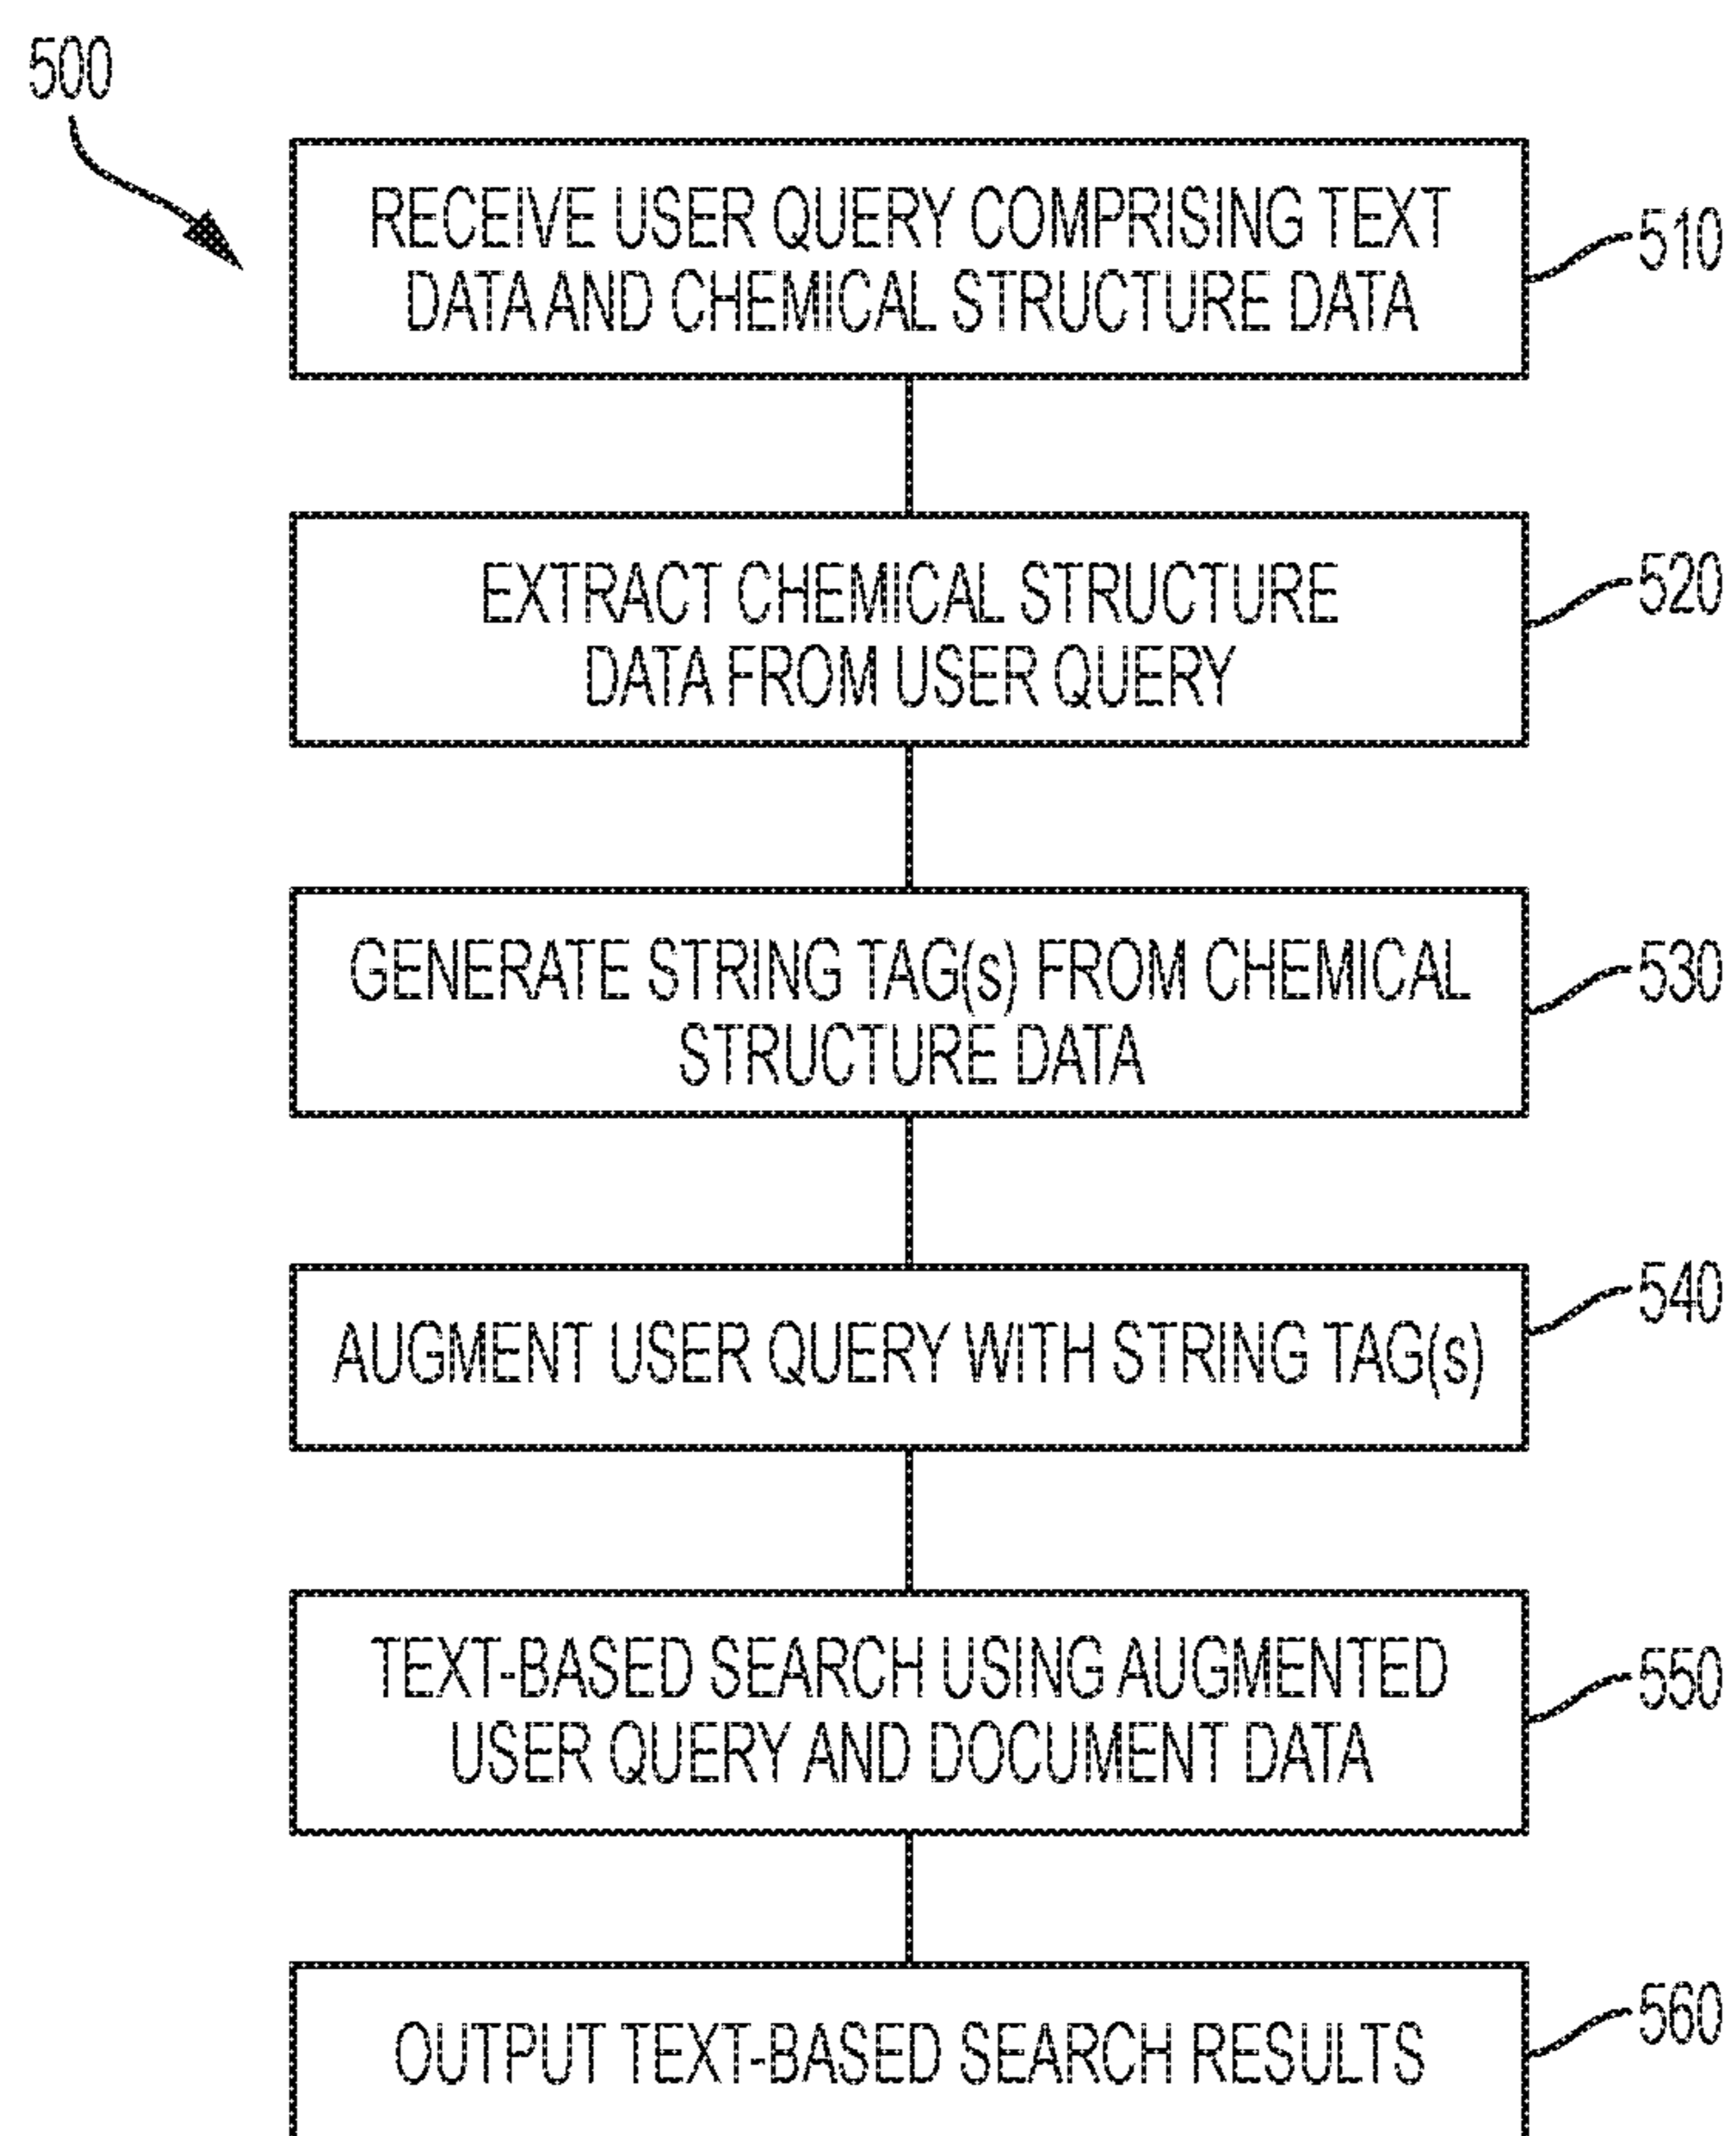 500
RECEIVE USER QUERY COMPRISING TEXT
DATA AND CHEMICAL STRUCTURE DATA
510
EXTRACT CHEMICAL STRUCTURE
DATA FROM USER QUERY
520
GENERATE STRING TAG(s) FROM CHEMICAL
STRUCTURE DATA
530
AUGMENT USER QUERY WITH STRING TAG(s)
540
TEXT-BASED SEARCH USING AUGMENTED
USER QUERY AND DOCUMENT DATA
550
OUTPUT TEXT-BASED SEARCH RESULTS
560